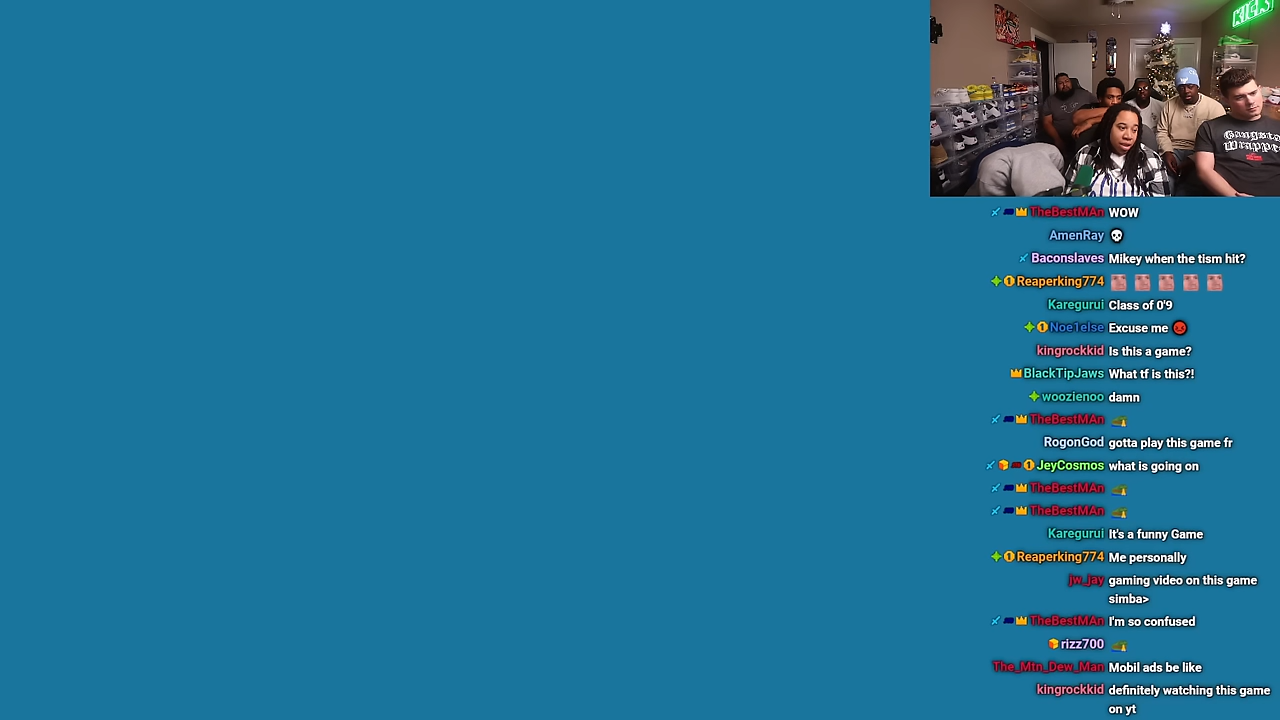 KICKS
Gangsta
Wrapper
TheBestMAn WOW
AmenRay
Baconslaves Mikey when the tism hit?
Reaperking774
Karegurui Class of 0'9
Noe1else Excuse me
kingrockkid Is this a game?
BlackTipJaws What tf is this?!
woozienoo damn
TheBestMAn
RogonGod gotta play this game fr
JeyCosmos what is going on
TheBestMAn
TheBestMAn
Karegurui It's a funny Game
Reaperking774 Me personally
jw_jay gaming video on this game
simba>
TheBestMAn I'm so confused
rizz700
The_Mtn_Dew_Man Mobil ads be like
kingrockkid definitely watching this game
on yt